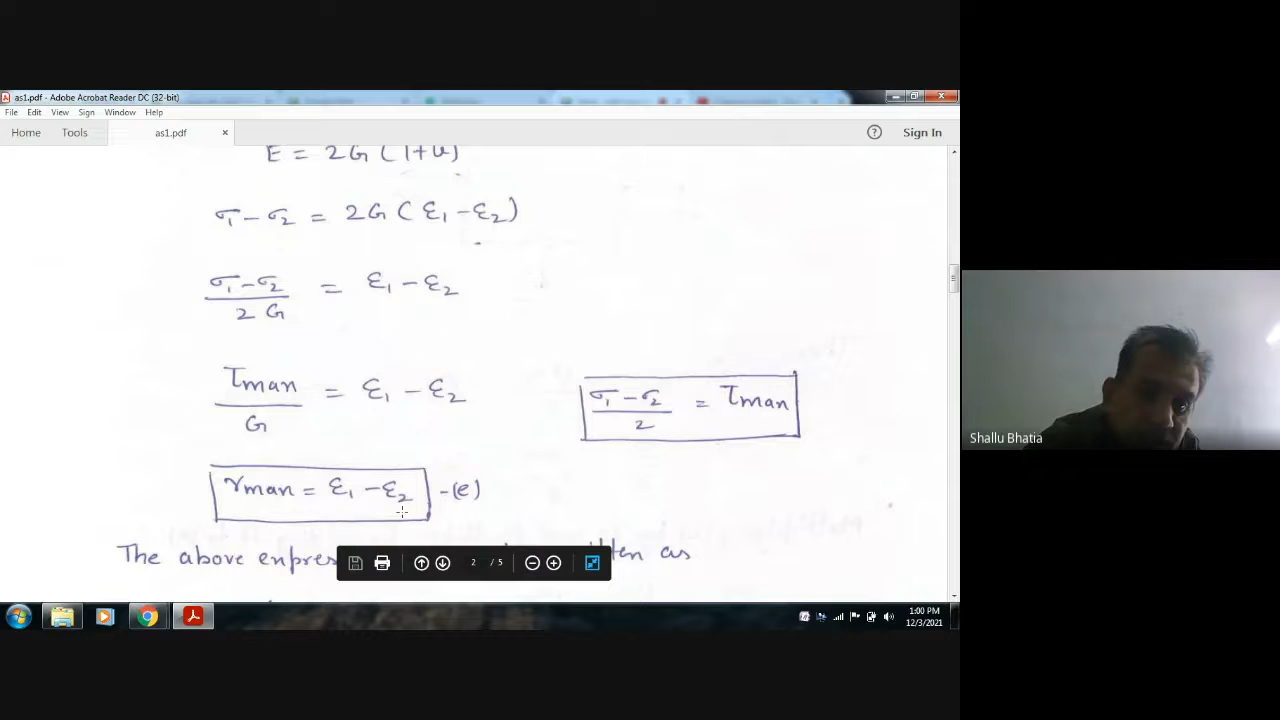 as1.pdf - Adobe Acrobat Reader DC (32-bit)
File Edit View Sign Window Help
Home Tools as1.pdf × ? Sign In
E = 2G (1+ν)
σ1 - σ2 = 2G (ε1 - ε2)
σ1 - σ2 / 2G = ε1 - ε2
τmax / G = ε1 - ε2
σ1 - σ2 / 2 = τmax
γmax = ε1 - ε2 -(e)
The above expres
itten as
2 / 5
Shallu Bhatia
1:00 PM
12/3/2021